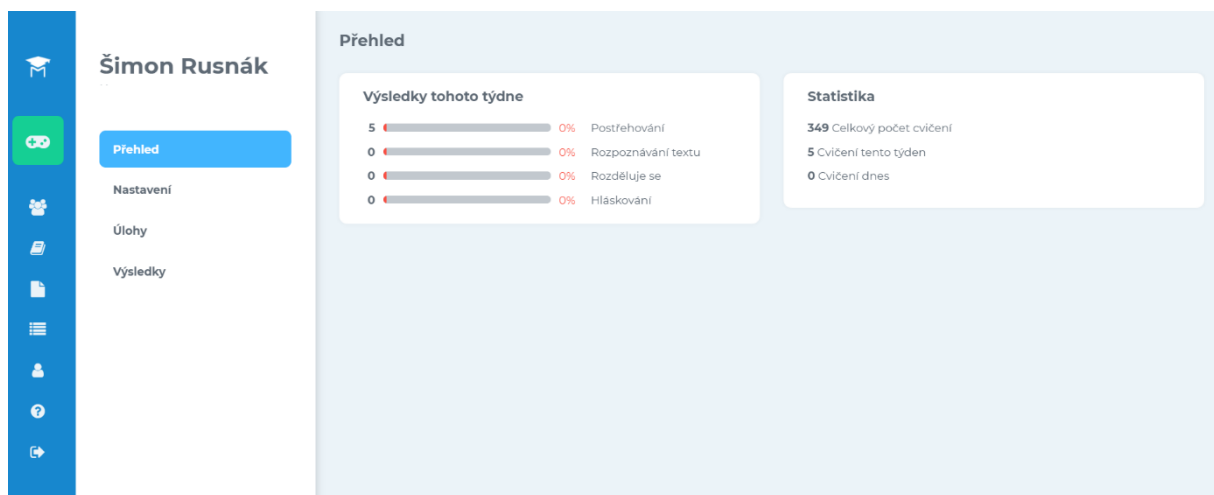 Šimon Rusnák
Přehled
Nastavení
Úlohy
Výsledky
Přehled
Výsledky tohoto týdne
5 0% Postřehování
0 0% Rozpoznávání textu
0 0% Rozděluje se
0 0% Hláskování
Statistika
349 Celkový počet cvičení
5 Cvičení tento týden
0 Cvičení dnes